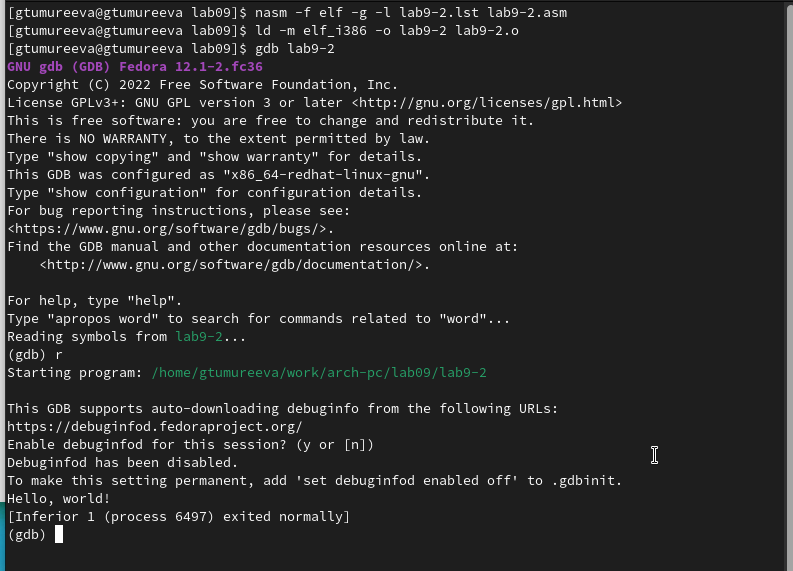 [gtumureeva@gtumureeva lab09]$ nasm -f elf -g -l lab9-2.lst lab9-2.asm
[gtumureeva@gtumureeva lab09]$ ld -m elf_i386 -o lab9-2 lab9-2.o
[gtumureeva@gtumureeva lab09]$ gdb lab9-2
GNU gdb (GDB) Fedora 12.1-2.fc36
Copyright (C) 2022 Free Software Foundation, Inc.
License GPLv3+: GNU GPL version 3 or later <http://gnu.org/licenses/gpl.html>
This is free software: you are free to change and redistribute it.
There is NO WARRANTY, to the extent permitted by law.
Type "show copying" and "show warranty" for details.
This GDB was configured as "x86_64-redhat-linux-gnu".
Type "show configuration" for configuration details.
For bug reporting instructions, please see:
<https://www.gnu.org/software/gdb/bugs/>.
Find the GDB manual and other documentation resources online at:
    <http://www.gnu.org/software/gdb/documentation/>.

For help, type "help".
Type "apropos word" to search for commands related to "word"...
Reading symbols from lab9-2...
(gdb) r
Starting program: /home/gtumureeva/work/arch-pc/lab09/lab9-2

This GDB supports auto-downloading debuginfo from the following URLs:
https://debuginfod.fedoraproject.org/
Enable debuginfod for this session? (y or [n])
Debuginfod has been disabled.
To make this setting permanent, add 'set debuginfod enabled off' to .gdbinit.
Hello, world!
[Inferior 1 (process 6497) exited normally]
(gdb)